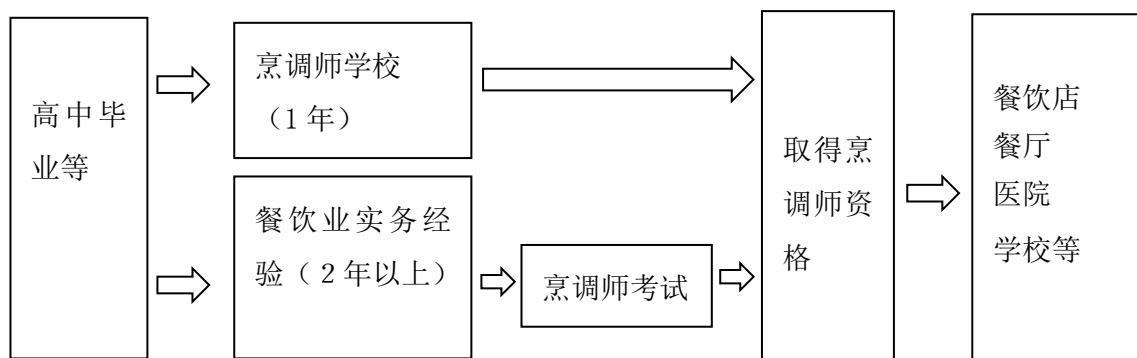 高中毕
业等
烹调师学校
（1 年）
餐饮业实务经
验（２年以上）
烹调师考试
取得烹
调师资
格
餐饮店
餐厅
医院
学校等